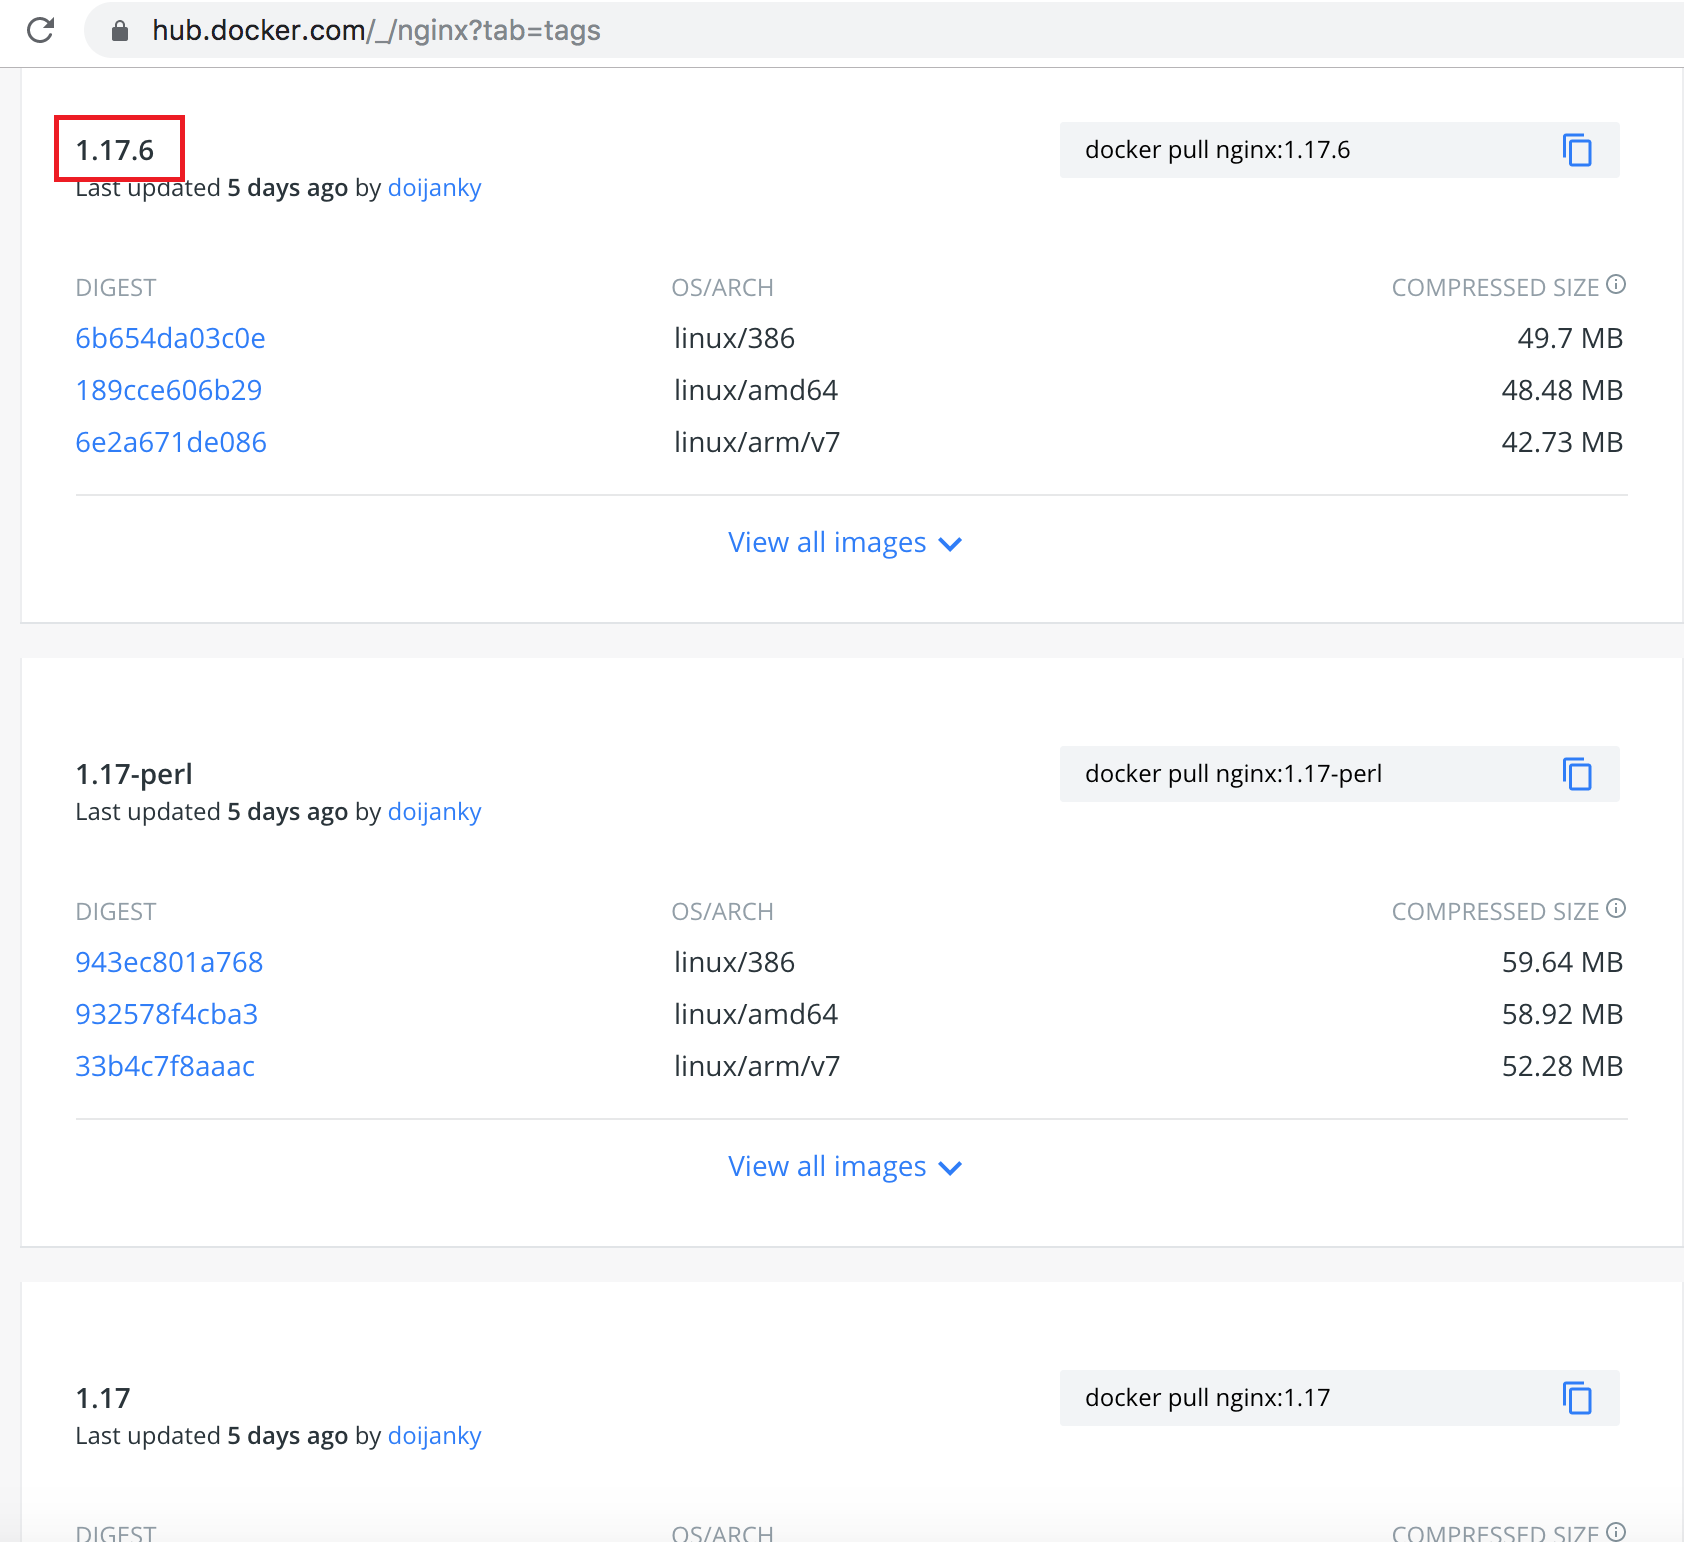 hub.docker.com/_/nginx?tab=tags
1.17.6
docker pull nginx:1.17.6
Last updated 5 days ago by doijanky
DIGEST OS/ARCH COMPRESSED SIZE
6b654da03c0e linux/386 49.7 MB
189cce606b29 linux/amd64 48.48 MB
6e2a671de086 linux/arm/v7 42.73 MB
View all images
1.17-perl
docker pull nginx:1.17-perl
Last updated 5 days ago by doijanky
DIGEST OS/ARCH COMPRESSED SIZE
943ec801a768 linux/386 59.64 MB
932578f4cba3 linux/amd64 58.92 MB
33b4c7f8aaac linux/arm/v7 52.28 MB
View all images
1.17
docker pull nginx:1.17
Last updated 5 days ago by doijanky
DIGEST OS/ARCH COMPRESSED SIZE